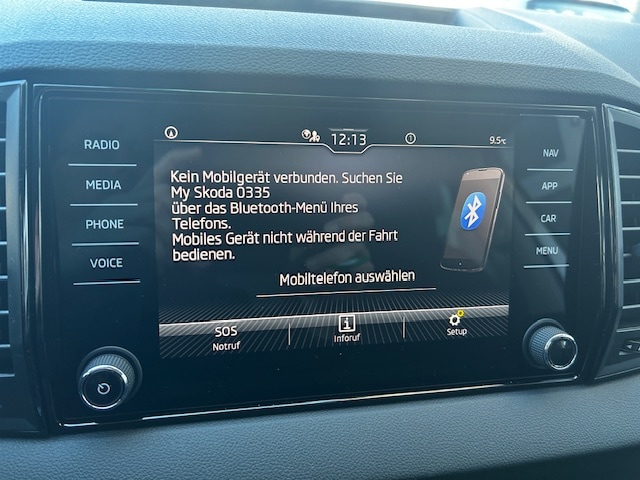 RADIO
MEDIA
PHONE
VOICE
12:13
1
9.5°C
Kein Mobilgerät verbunden. Suchen Sie
My Skoda 0335
über das Bluetooth-Menü Ihres
Telefons.
Mobiles Gerät nicht während der Fahrt
bedienen.
Mobiltelefon auswählen
SOS
Notruf
i
Inforuf
Setup
NAV
APP
CAR
MENU